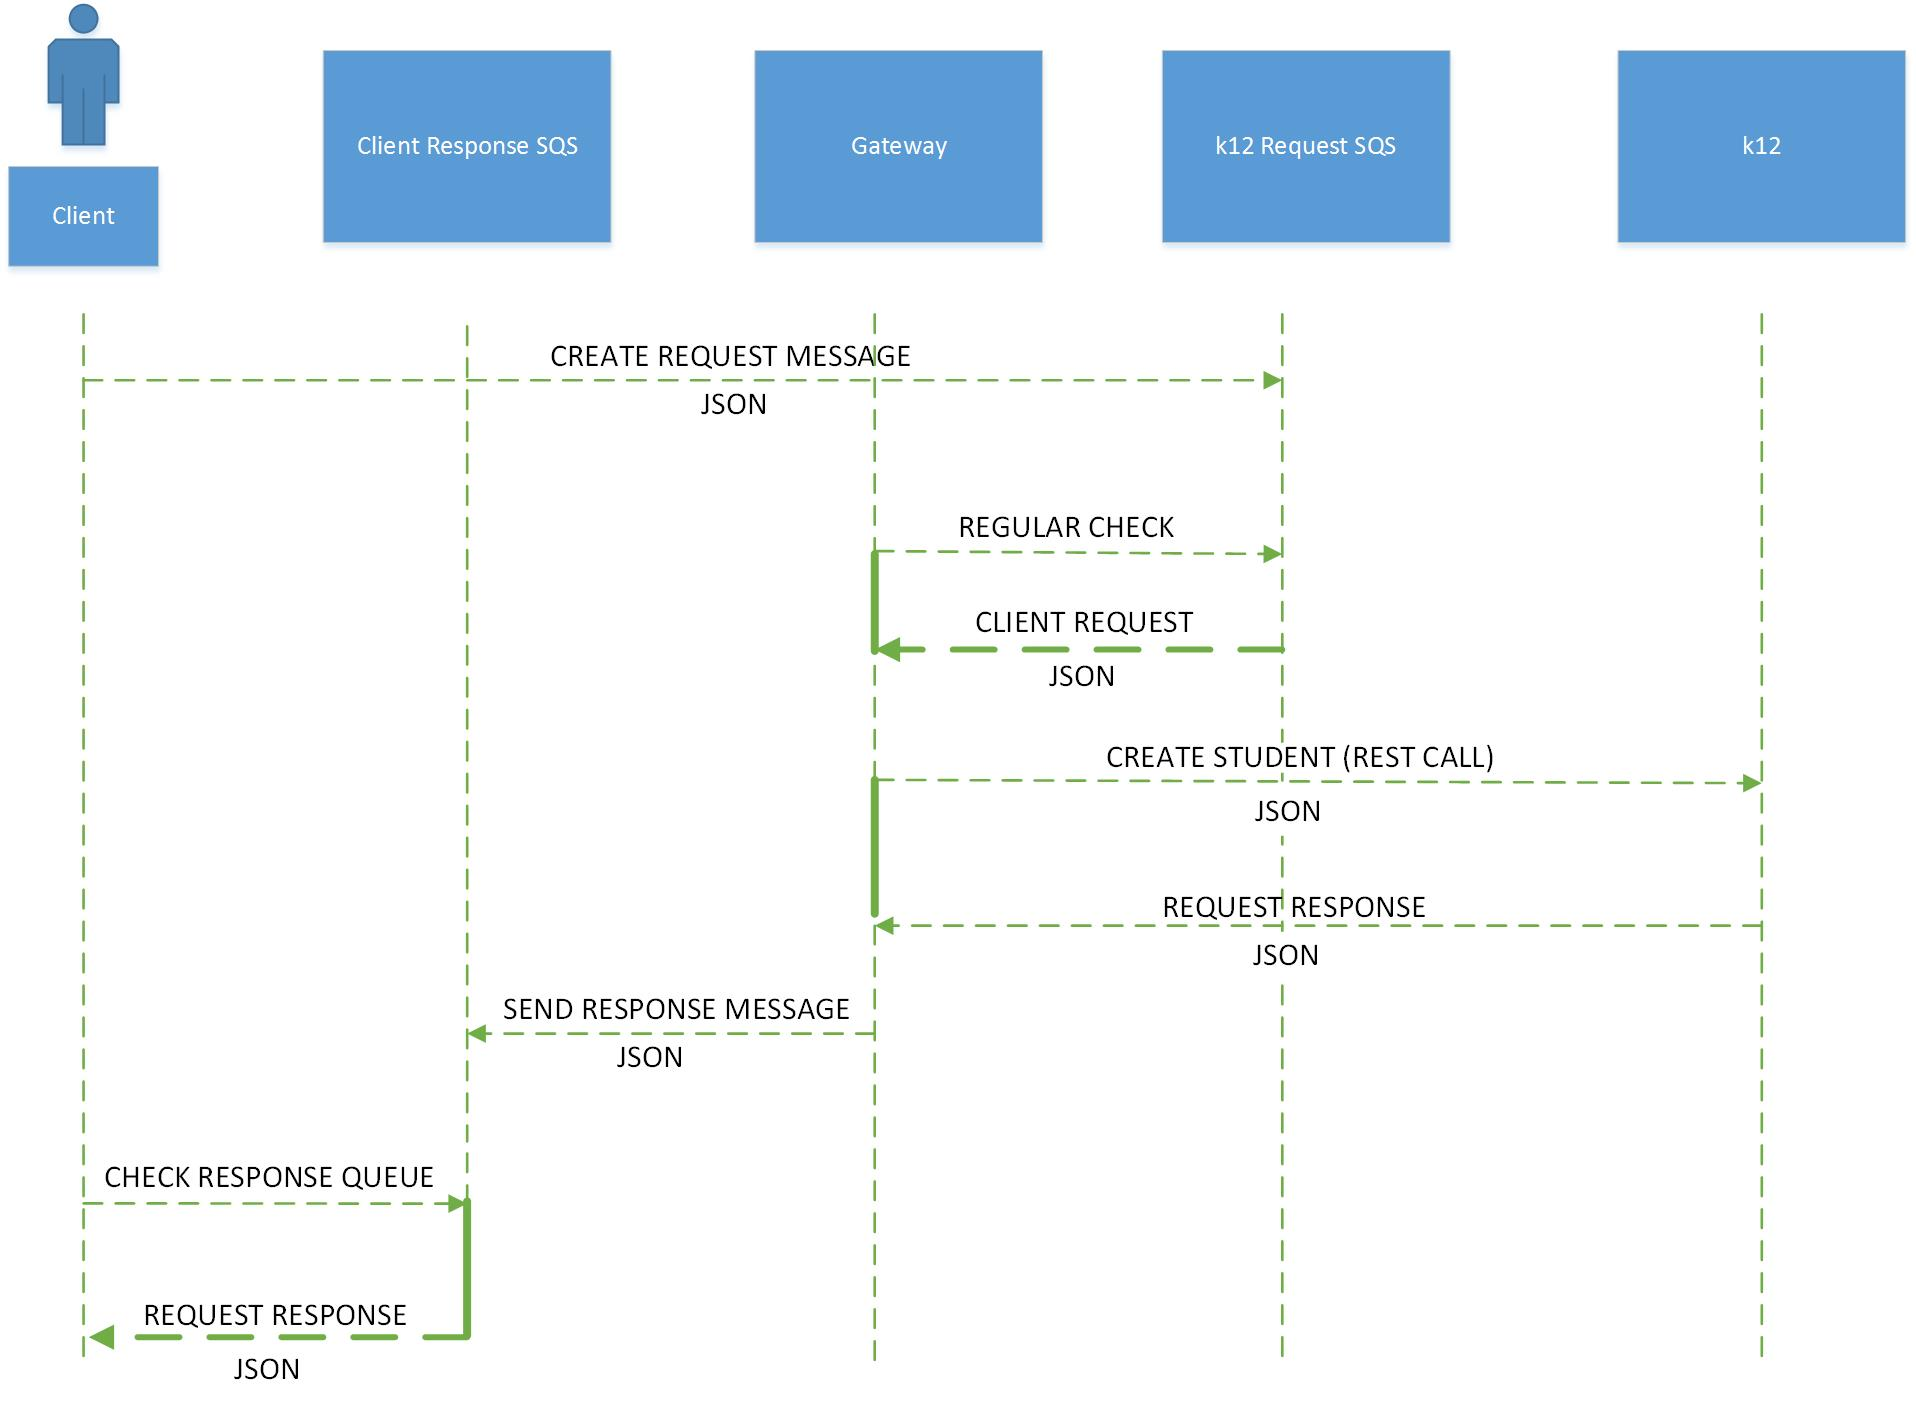 Client
Client Response SQS
Gateway
k12 Request SQS
k12
CREATE REQUEST MESSAGE
JSON
REGULAR CHECK
CLIENT REQUEST
JSON
CREATE STUDENT (REST CALL)
JSON
REQUEST RESPONSE
JSON
SEND RESPONSE MESSAGE
JSON
CHECK RESPONSE QUEUE
REQUEST RESPONSE
JSON